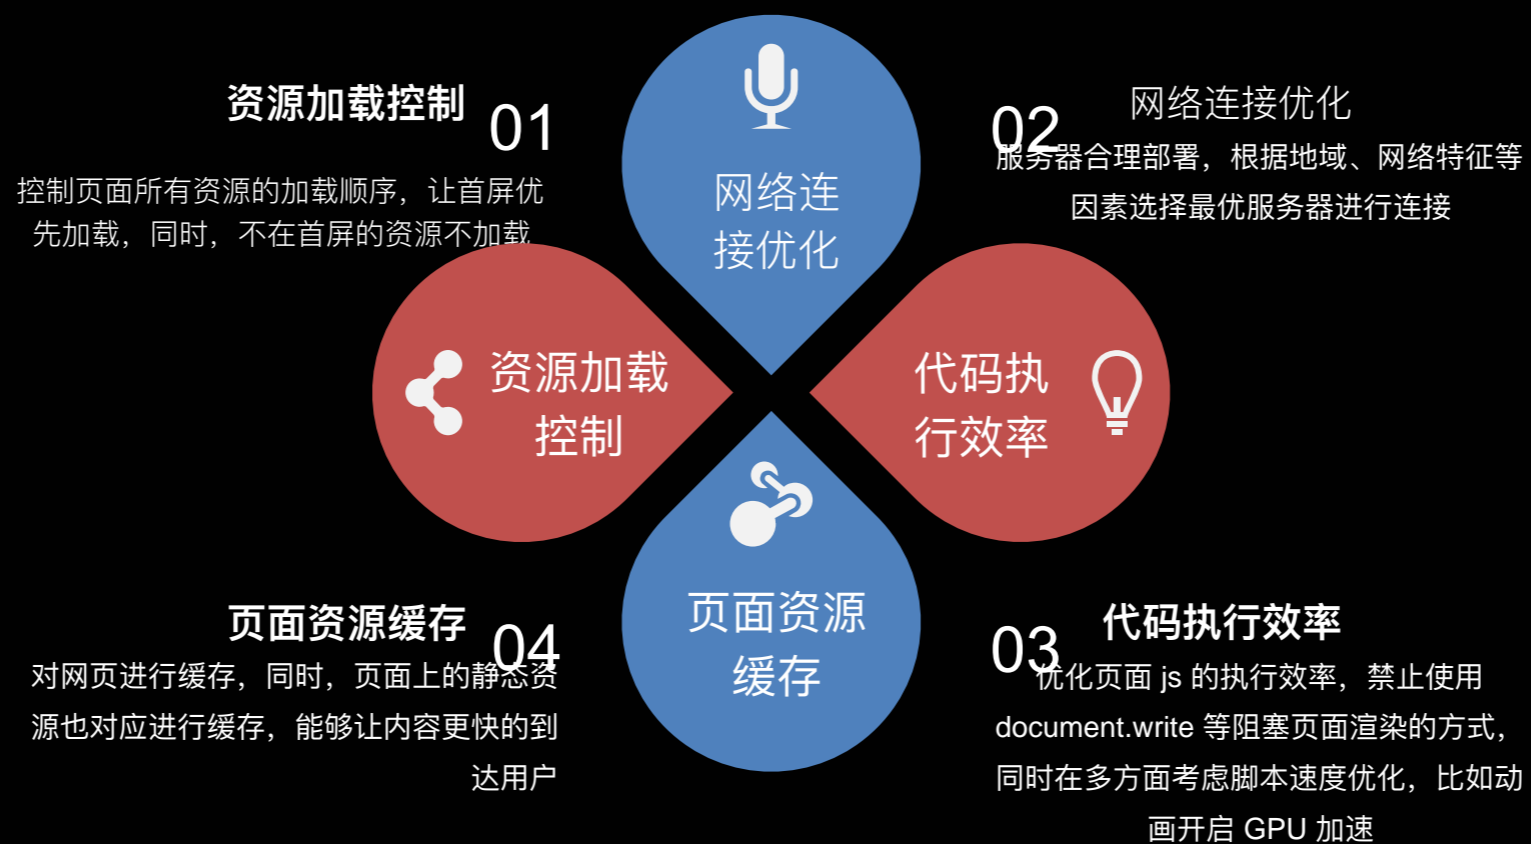 资源加载控制
01
控制页面所有资源的加载顺序，让首屏优
先加载，同时，不在首屏的资源不加载
网络连
接优化
02
网络连接优化
服务器合理部署，根据地域、网络特征等
因素选择最优服务器进行连接
资源加载
控制
代码执
行效率
页面资源
缓存
页面资源缓存
04
对网页进行缓存，同时，页面上的静态资
源也对应进行缓存，能够让内容更快的到
达用户
03
代码执行效率
优化页面 js 的执行效率，禁止使用
document.write 等阻塞页面渲染的方式，
同时在多方面考虑脚本速度优化，比如动
画开启 GPU 加速